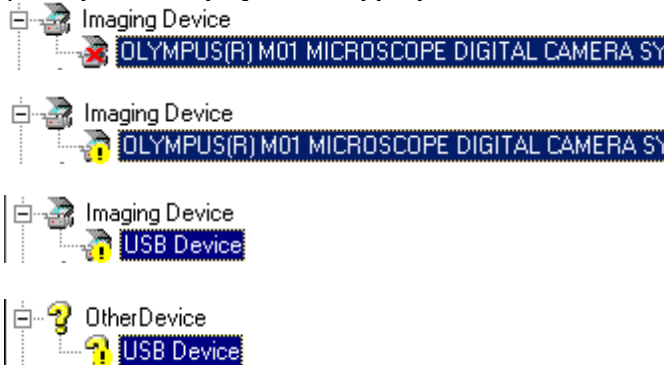 Imaging Device
OLYMPUS(R) M01 MICROSCOPE DIGITAL CAMERA SY
Imaging Device
OLYMPUS(R) M01 MICROSCOPE DIGITAL CAMERA SY
Imaging Device
USB Device
OtherDevice
USB Device